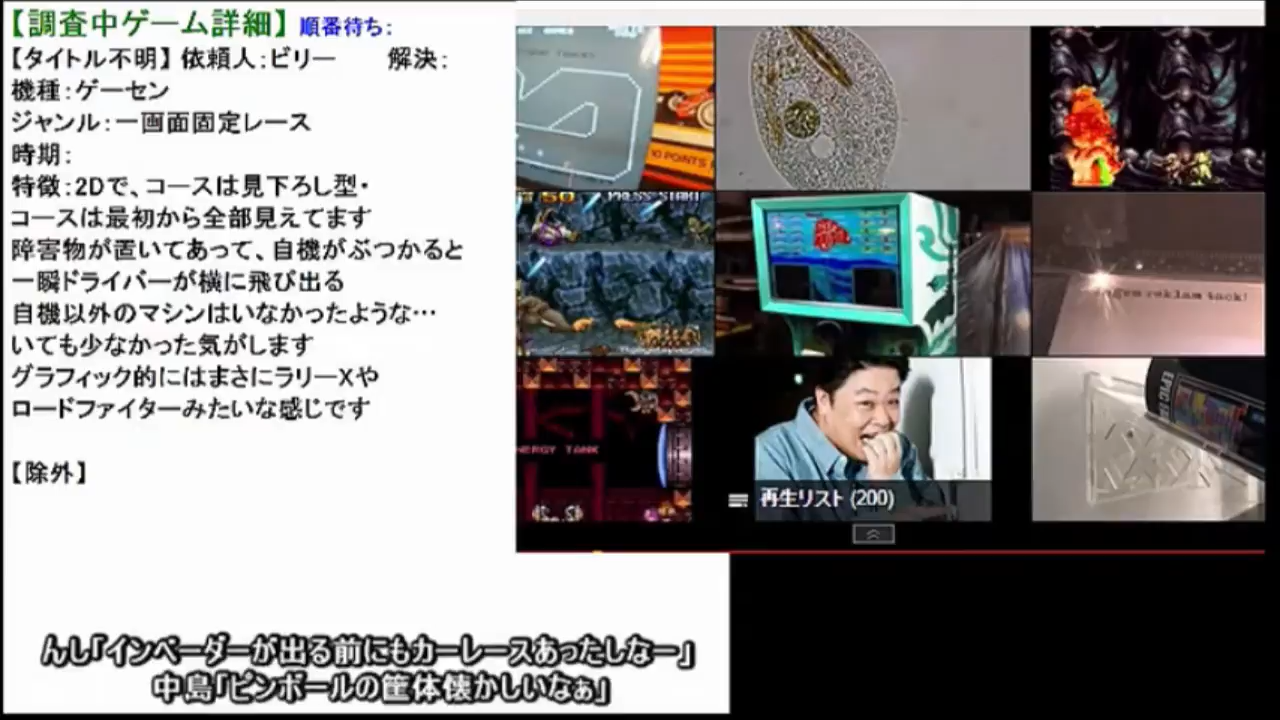 【調査中ゲーム詳細】 順番待ち:
【タイトル不明】 依頼人:ビリー 解決:
機種:ゲーセン
ジャンル:一画面固定レース
時期:
特徴:2Dで、コースは見下ろし型・
コースは最初から全部見えてます
障害物が置いてあって、自機がぶつかると
一瞬ドライバーが横に飛び出る
自機以外のマシンはいなかったような…
いても少なかった気がします
グラフィック的にはまさにラリーXや
ロードファイターみたいな感じです
【除外】
POINTS
PRESS START
reklam tack!
ENERGY TANK
EPIC
再生リスト (200)
んし「インベーダーが出る前にもカーレースあったしなー」
中島「ピンボールの筐体懐かしいなぁ」